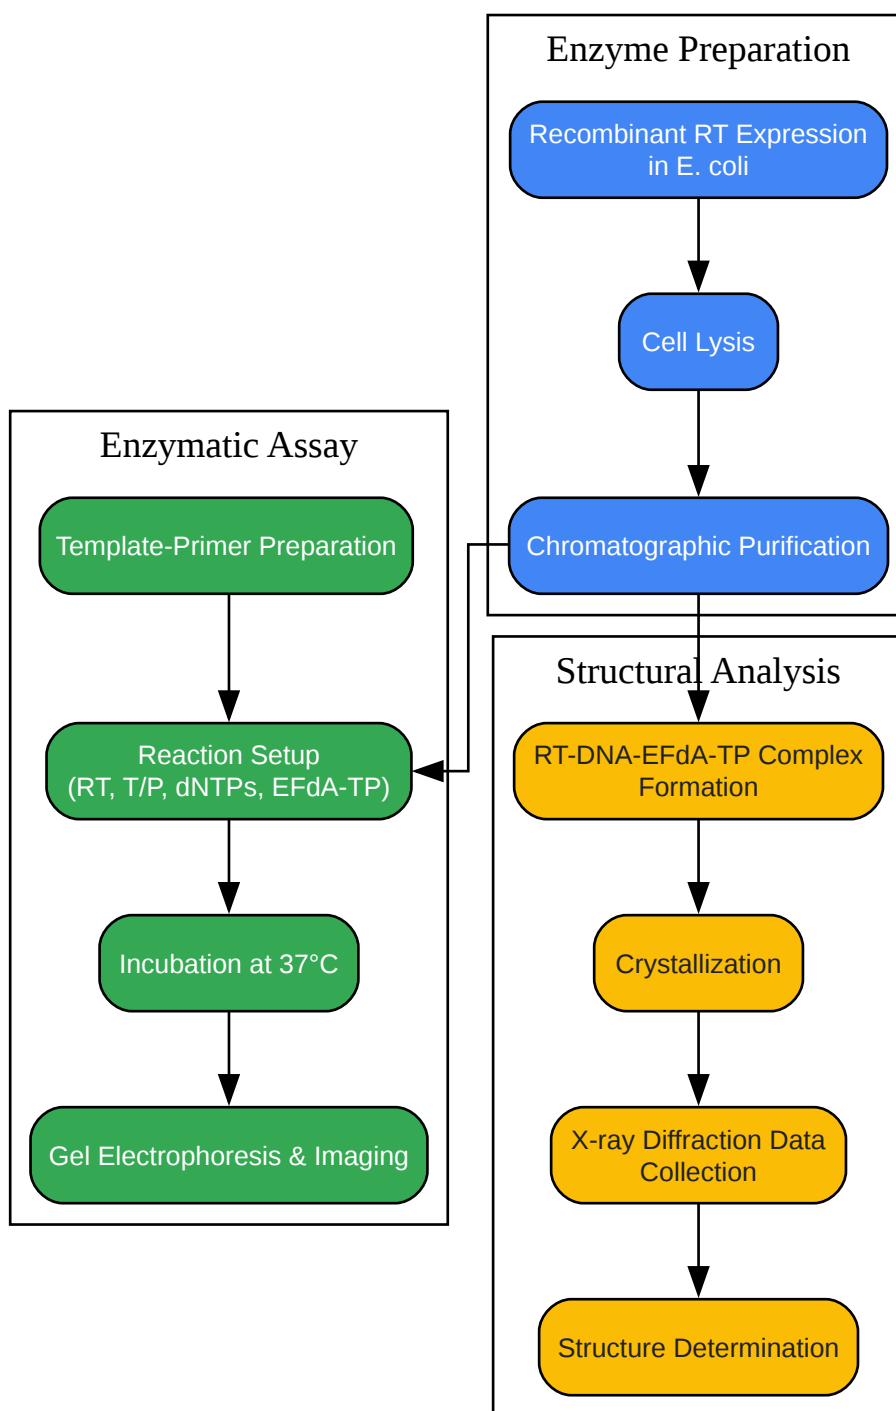 Enzyme Preparation
Recombinant RT Expression
in E. coli
Cell Lysis
Chromatographic Purification
Enzymatic Assay
Template-Primer Preparation
Reaction Setup
(RT, T/P, dNTPs, EFdA-TP)
Incubation at 37°C
Gel Electrophoresis & Imaging
Structural Analysis
RT-DNA-EFdA-TP Complex
Formation
Crystallization
X-ray Diffraction Data
Collection
Structure Determination